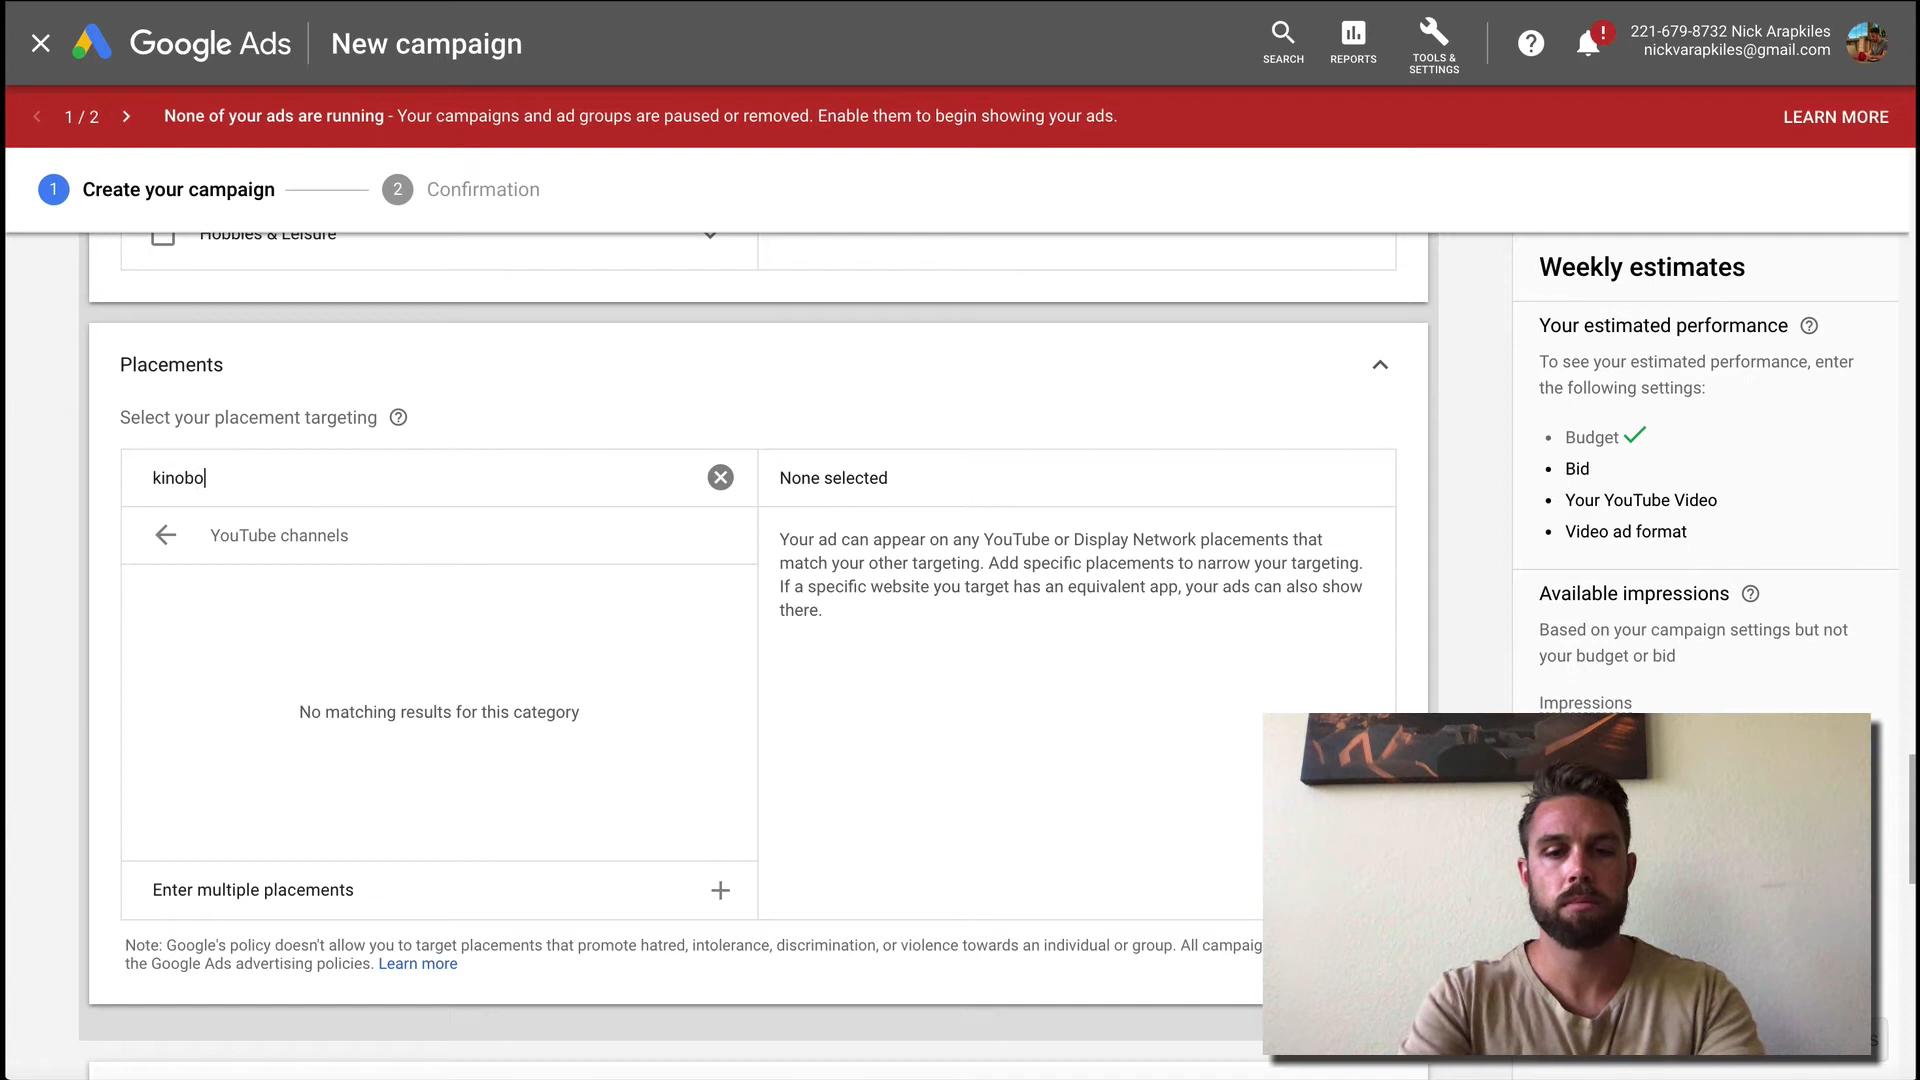 Google Ads
New campaign
SEARCH
REPORTS
TOOLS &
SETTINGS
221-679-8732 Nick Arapkiles
nickvarapkiles@gmail.com
1 / 2
None of your ads are running - Your campaigns and ad groups are paused or removed. Enable them to begin showing your ads.
LEARN MORE
1 Create your campaign
2 Confirmation
Hobbies & Leisure
Placements
Select your placement targeting
kinobo
None selected
YouTube channels
Your ad can appear on any YouTube or Display Network placements that
match your other targeting. Add specific placements to narrow your targeting.
If a specific website you target has an equivalent app, your ads can also show
there.
No matching results for this category
Enter multiple placements
Note: Google's policy doesn't allow you to target placements that promote hatred, intolerance, discrimination, or violence towards an individual or group. All campaig
the Google Ads advertising policies. Learn more
Weekly estimates
Your estimated performance
To see your estimated performance, enter
the following settings:
Budget
Bid
Your YouTube Video
Video ad format
Available impressions
Based on your campaign settings but not
your budget or bid
Impressions